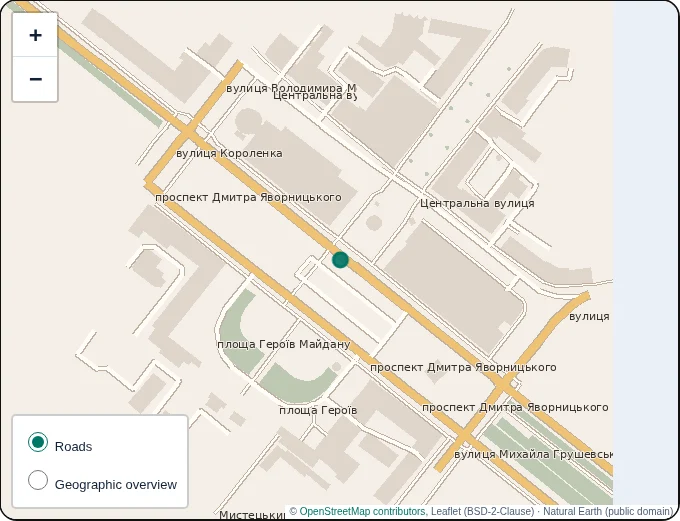 +
−
вулиця Володимира М
Центральна ву
вулиця Короленка
проспект Дмитра Яворницького
Центральна вулиця
вулиця
площа Героїв Майдану
проспект Дмитра Яворницького
площа Героїв
проспект Дмитра Яворницького
вулиця Михайла Грушевськ
Roads
Geographic overview
Мистецький
© OpenStreetMap contributors, Leaflet (BSD-2-Clause) · Natural Earth (public domain)